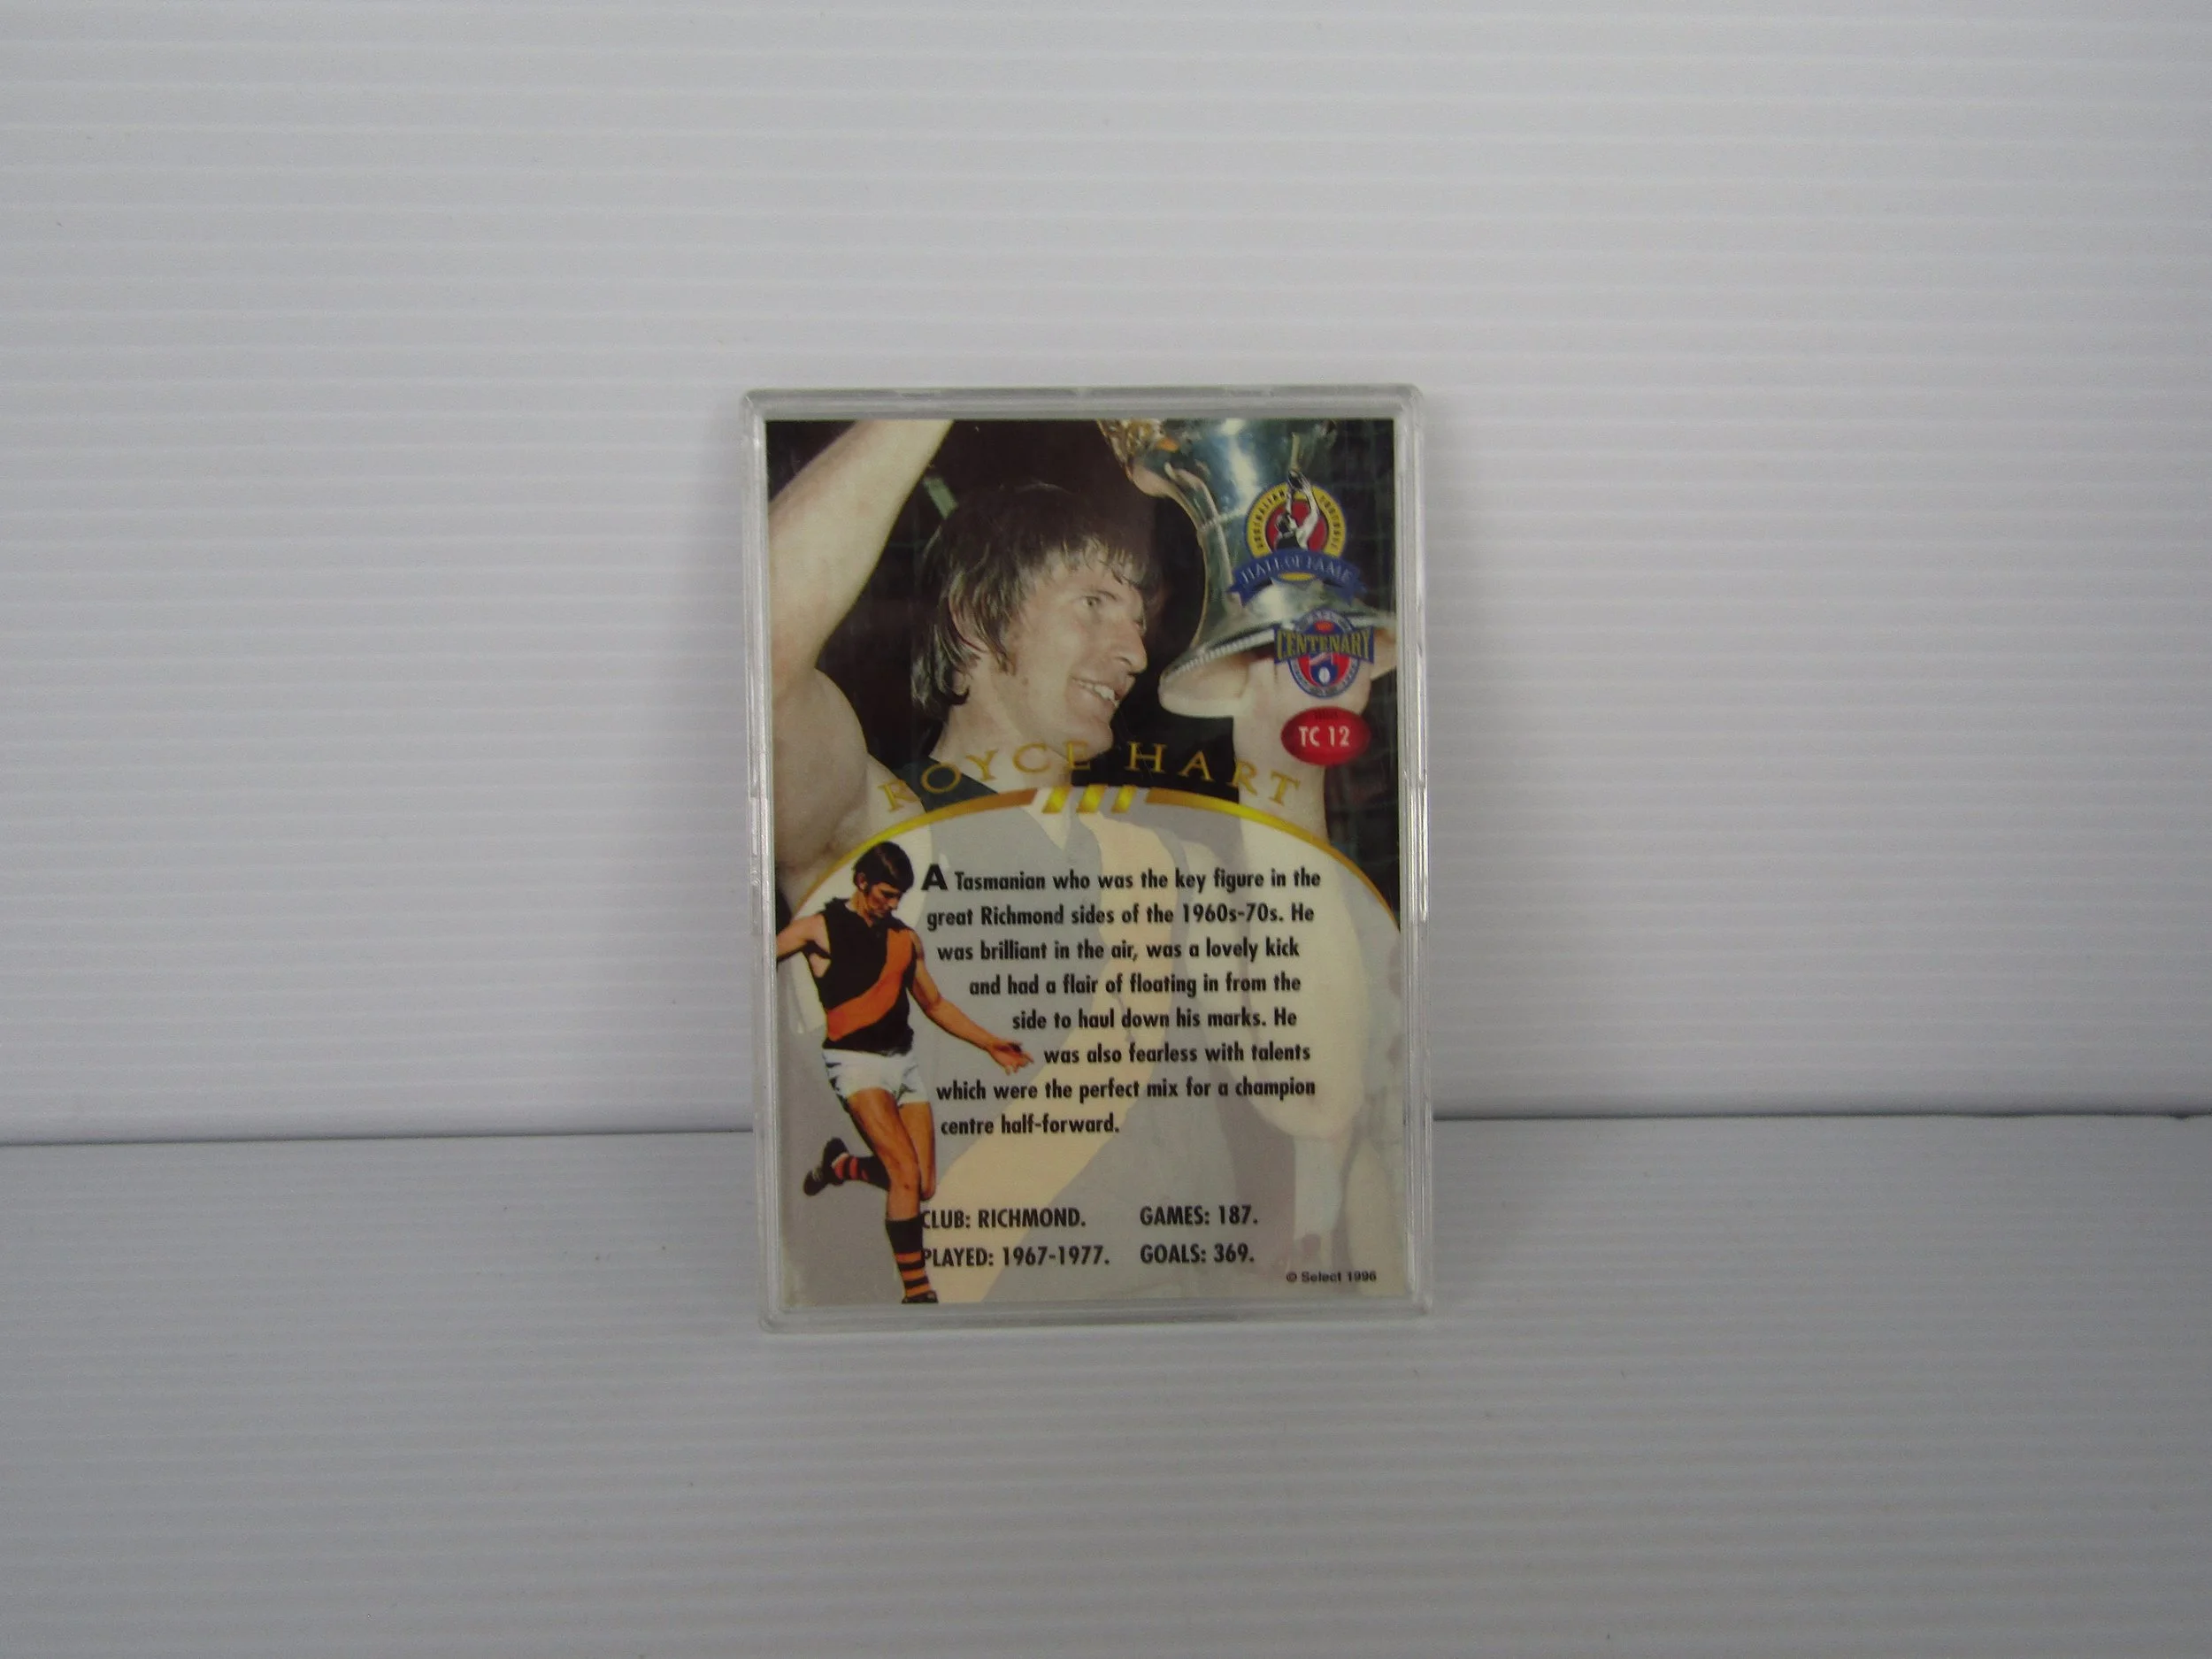 AUSTRALIAN FOOTBALL
HALL OF FAME
CENTENARY
TC 12
ROYCE HART
A Tasmanian who was the key figure in the
great Richmond sides of the 1960s-70s. He
was brilliant in the air, was a lovely kick
and had a flair of floating in from the
side to haul down his marks. He
was also fearless with talents
which were the perfect mix for a champion
centre half-forward.
CLUB: RICHMOND. GAMES: 187.
PLAYED: 1967-1977. GOALS: 369.
© Select 1996